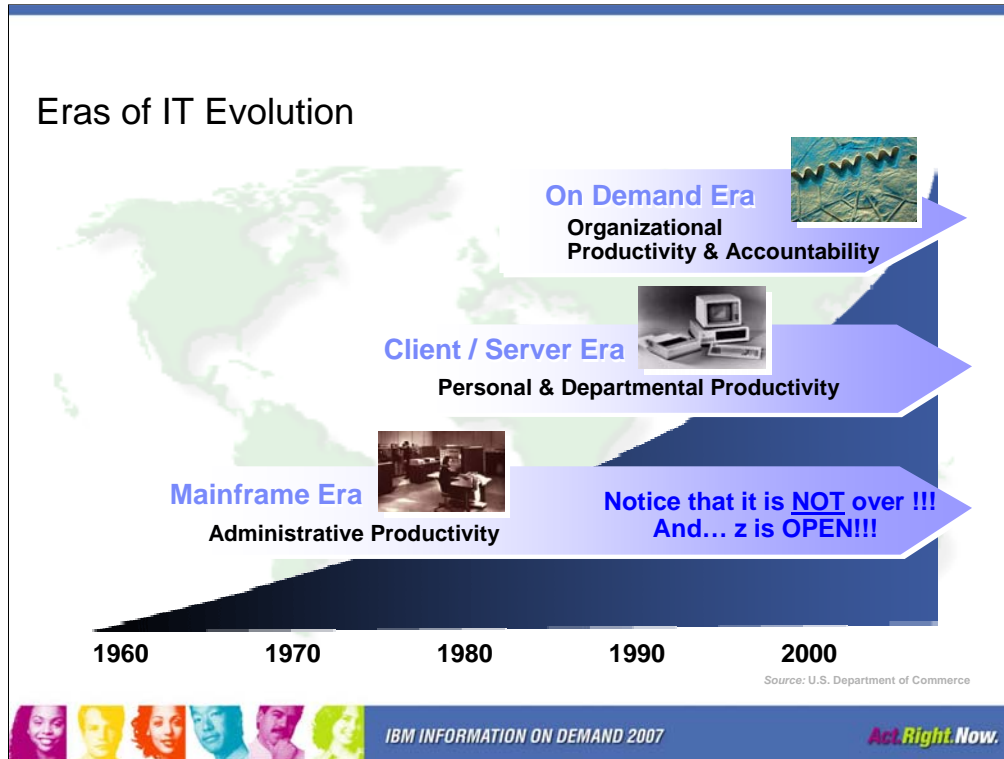 Eras of IT Evolution
www.
On Demand Era
Organizational
Productivity & Accountability
Client / Server Era
Personal & Departmental Productivity
Mainframe Era
Administrative Productivity
Notice that it is NOT over !!!
And… z is OPEN!!!
1960 1970 1980 1990 2000
Source: U.S. Department of Commerce
IBM INFORMATION ON DEMAND 2007 Act.Right.Now.